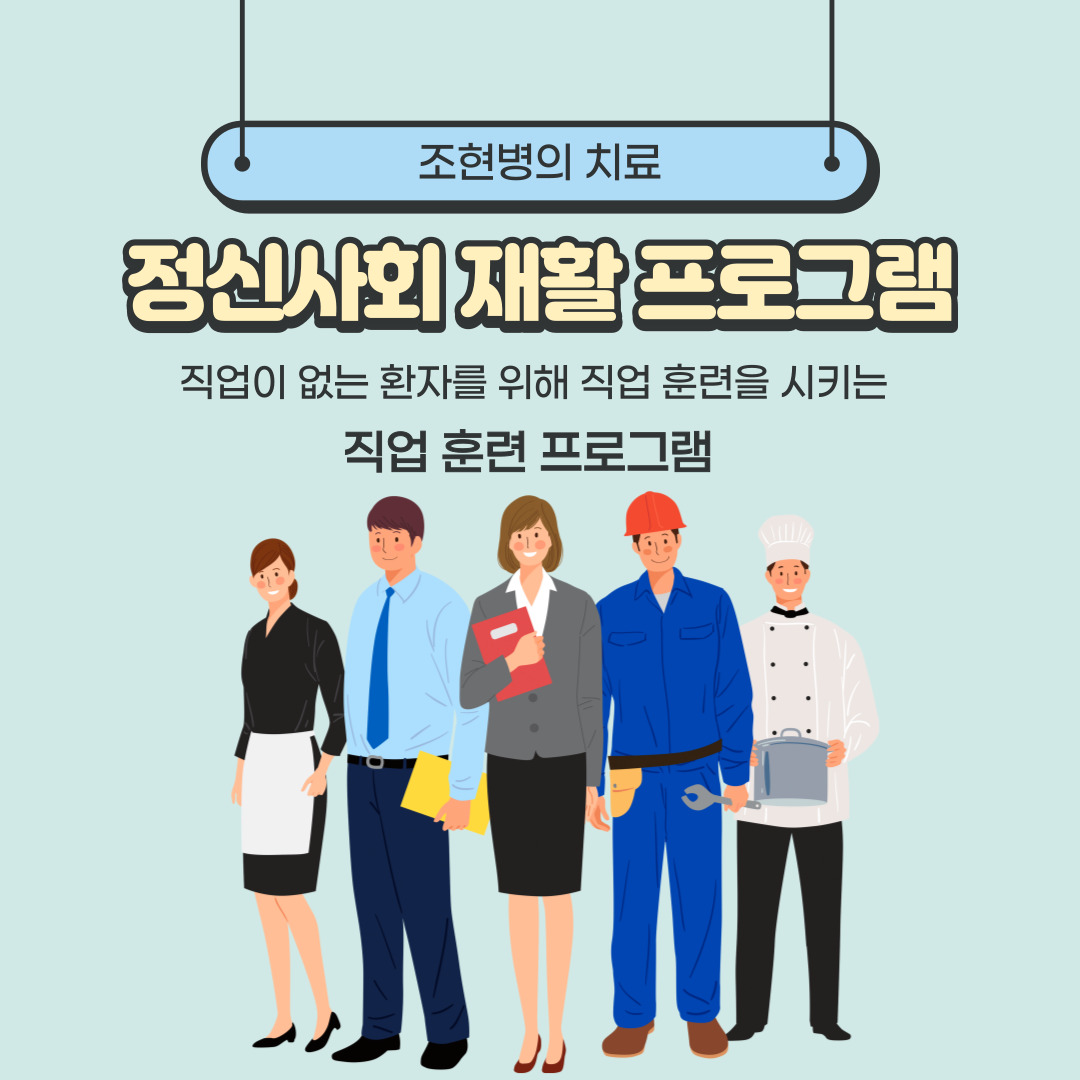 조현병의 치료
정신사회 재활 프로그램
직업이 없는 환자를 위해 직업 훈련을 시키는
직업 훈련 프로그램